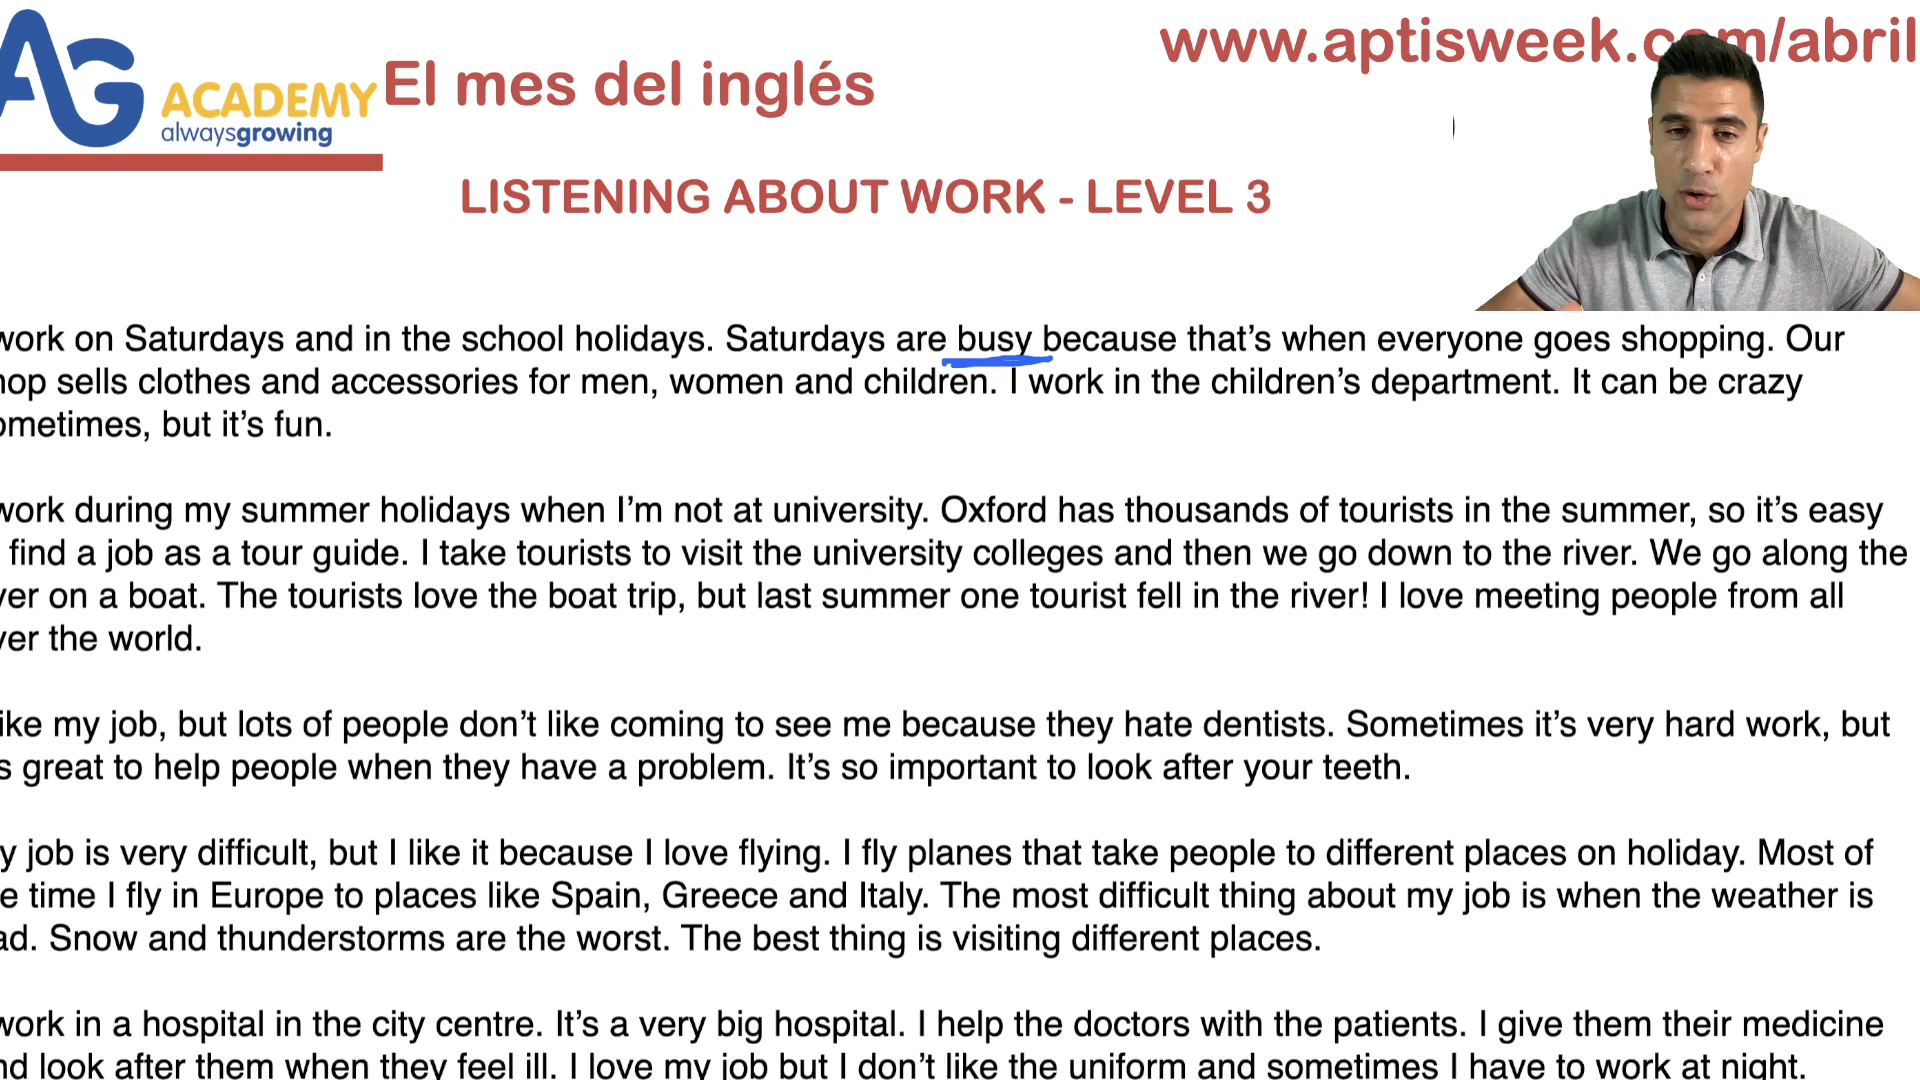 www.aptisweek.c m/abril
AG
ACADEMY El mes del inglés
alwaysgrowing
LISTENING ABOUT WORK - LEVEL 3
work on Saturdays and in the school holidays. Saturdays are busy because that's when everyone goes shopping. Our
hop sells clothes and accessories for men, women and children. I work in the children's department. It can be crazy
ometimes, but it's fun.
work during my summer holidays when I'm not at university. Oxford has thousands of tourists in the summer, so it's easy
find a job as a tour guide. I take tourists to visit the university colleges and then we go down to the river. We go along the
ver on a boat. The tourists love the boat trip, but last summer one tourist fell in the river! I love meeting people from all
ver the world.
ike my job, but lots of people don't like coming to see me because they hate dentists. Sometimes it's very hard work, but
s great to help people when they have a problem. It's so important to look after your teeth.
y job is very difficult, but I like it because I love flying. I fly planes that take people to different places on holiday. Most of
e time I fly in Europe to places like Spain, Greece and Italy. The most difficult thing about my job is when the weather is
ad. Snow and thunderstorms are the worst. The best thing is visiting different places.
work in a hospital in the city centre. It's a very big hospital. I help the doctors with the patients. I give them their medicine
nd look after them when they feel ill. I love my job but I don't like the uniform and sometimes I have to work at night.